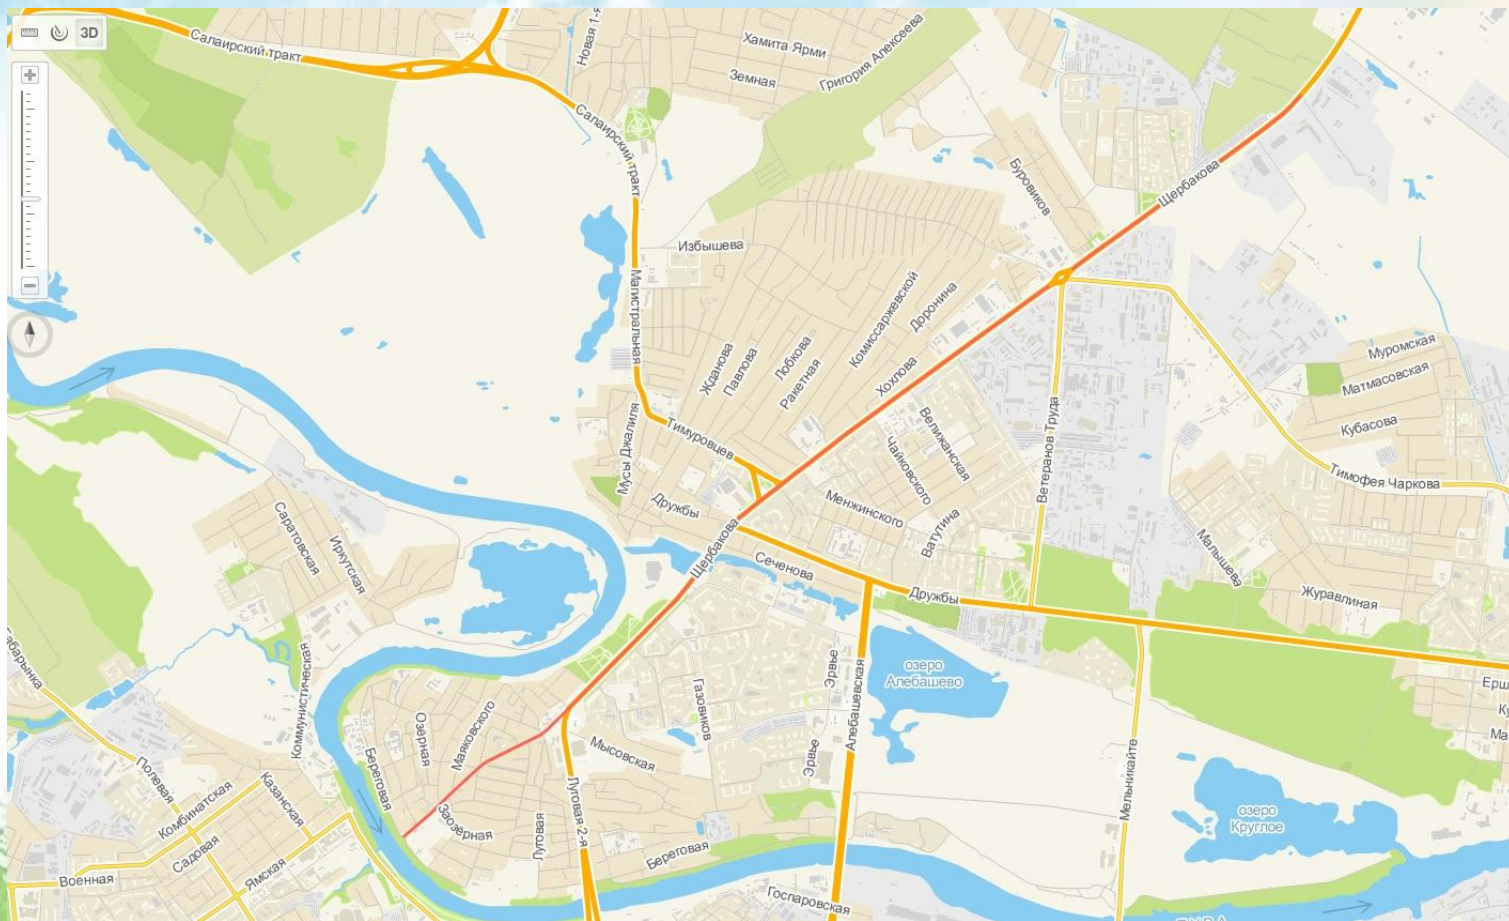 3D
Салаирский тракт
Новая 1-я
Хамита Ярми
Земная
Григория Алексеева
Салаирский тракт
Буровиков
Щербакова
Избышева
Магистральная
Комиссаржевской
Доронина
Жданова
Павлова
Лобкова
Ракетная
Хохлова
Муромская
Матмасовская
Кубасова
Тимофея Чаркова
Мусы Джалиля
Тимуровцев
Велижанская
Чайковского
Ветеранов Труда
Менжинского
Ватутина
Дружбы
Щербакова
Сеченова
Дружбы
Малышева
Журавлиная
Саратовская
Иркутская
Коммунистическая
озеро
Алебашево
Эрвье
Алебашевская
Газовиков
Маяковского
Озёрная
Береговая
Мысовская
Эрвье
Мельникайте
Полевая
Комбинатская
Казанская
Садовая
Ямская
Военная
Заозёрная
Луговая
Луговая 2-я
Береговая
Госпаровская
озеро
Круглое